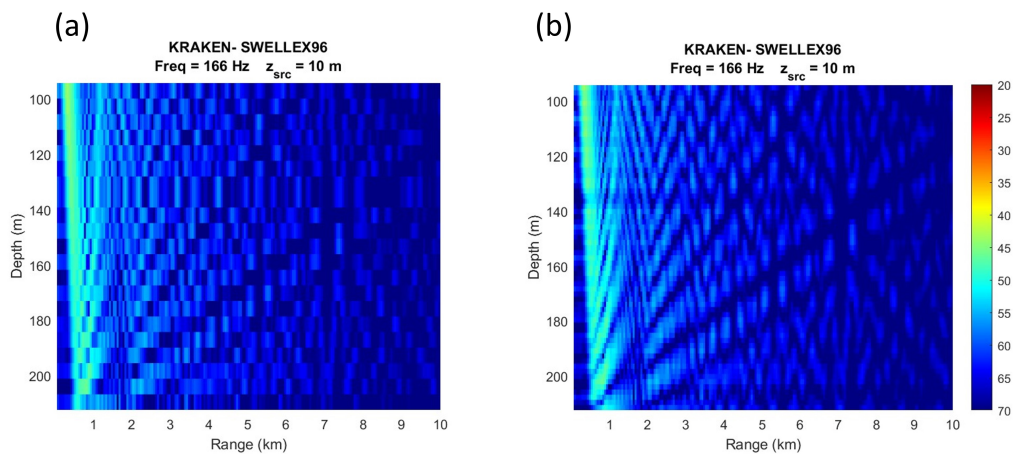 (a)
KRAKEN- SWELLEX96
Freq = 166 Hz z_src = 10 m
100
120
140
160
180
200
Depth (m)
1 2 3 4 5 6 7 8 9 10
Range (km)
(b)
KRAKEN- SWELLEX96
Freq = 166 Hz z_src = 10 m
100
120
140
160
180
200
Depth (m)
1 2 3 4 5 6 7 8 9 10
Range (km)
20
25
30
35
40
45
50
55
60
65
70